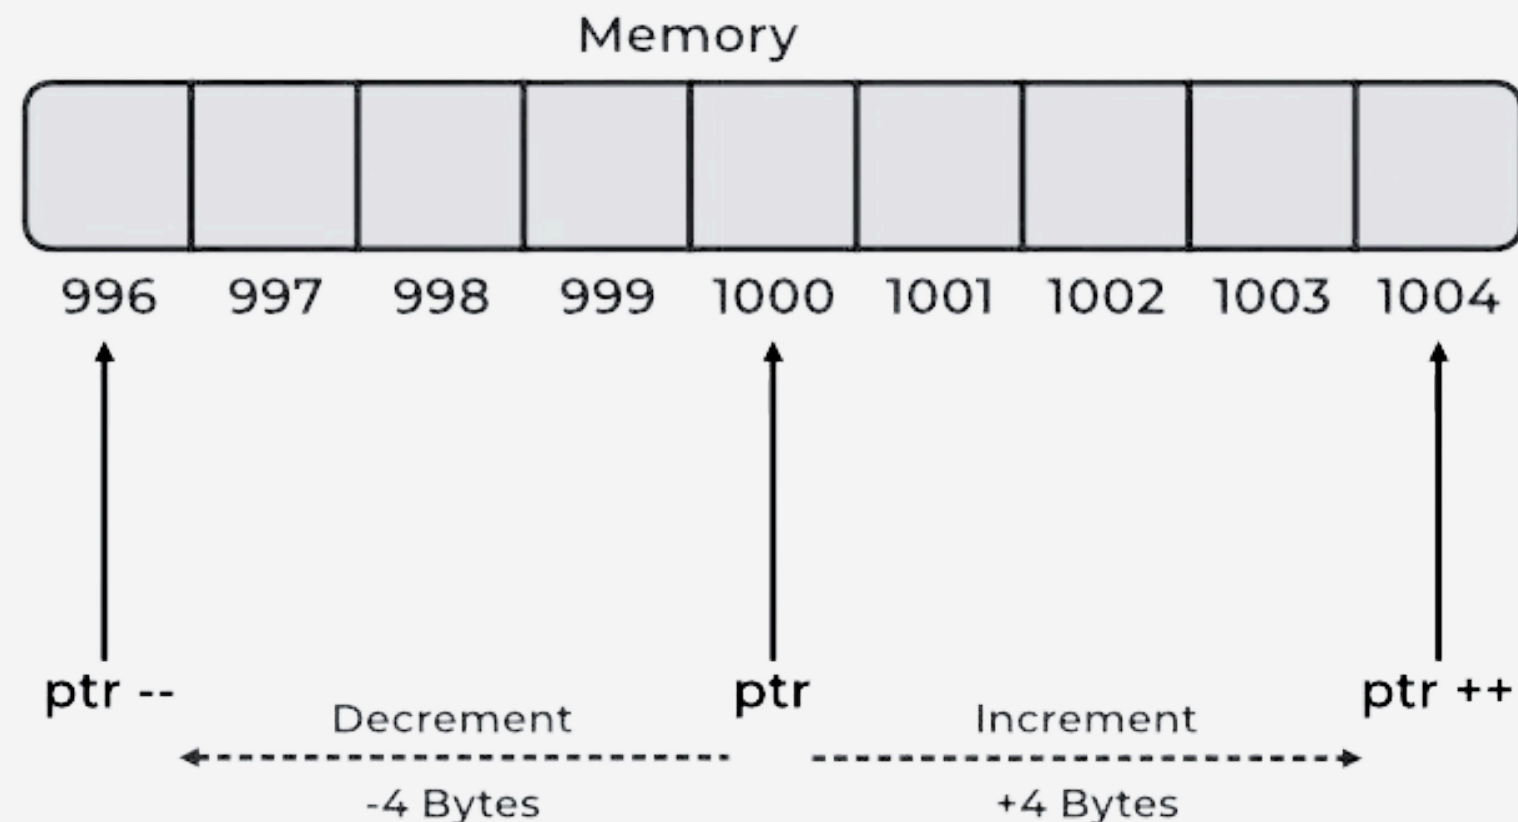 Memory
996 997 998 999 1000 1001 1002 1003 1004
ptr -- ptr ptr ++
Decrement Increment
-4 Bytes +4 Bytes